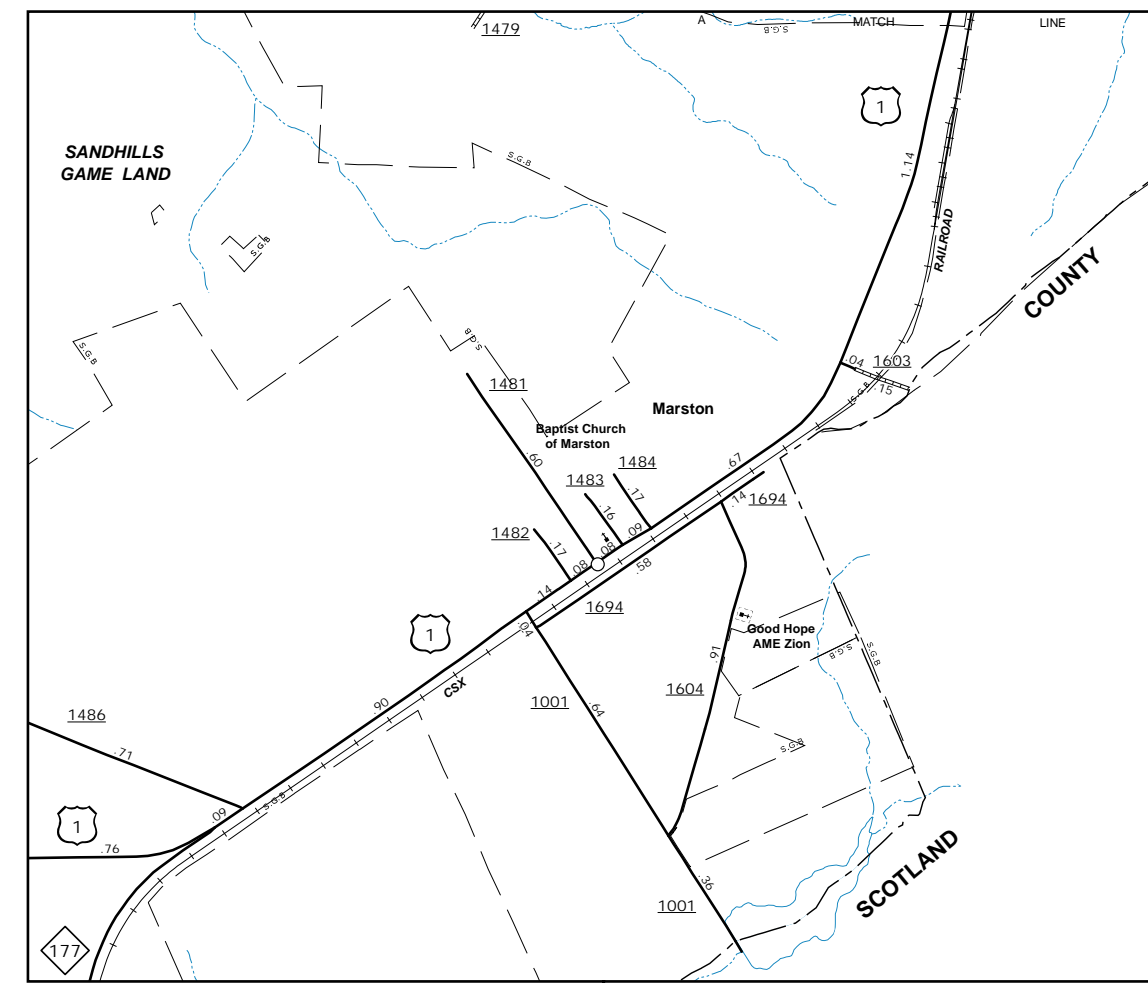 1479
A
MATCH
LINE
S.G.B
1
SANDHILLS
GAME LAND
S.G.B
1.14
S.G.B
RAILROAD
COUNTY
S.G.B
S.G.B
1481
.04
1603
.15
S.G.B
Marston
Baptist Church
of Marston
.60
1484
.67
1483
.17
.14
1694
.16
1482
.17
.09
.08
.08
.58
.14
1694
1
.04
Good Hope
AME Zion
S.G.B
S.G.B
.91
CSX
1604
1001
.64
.90
1486
.71
S.G.B
S.G.B
.09
1
.76
SCOTLAND
.36
1001
177